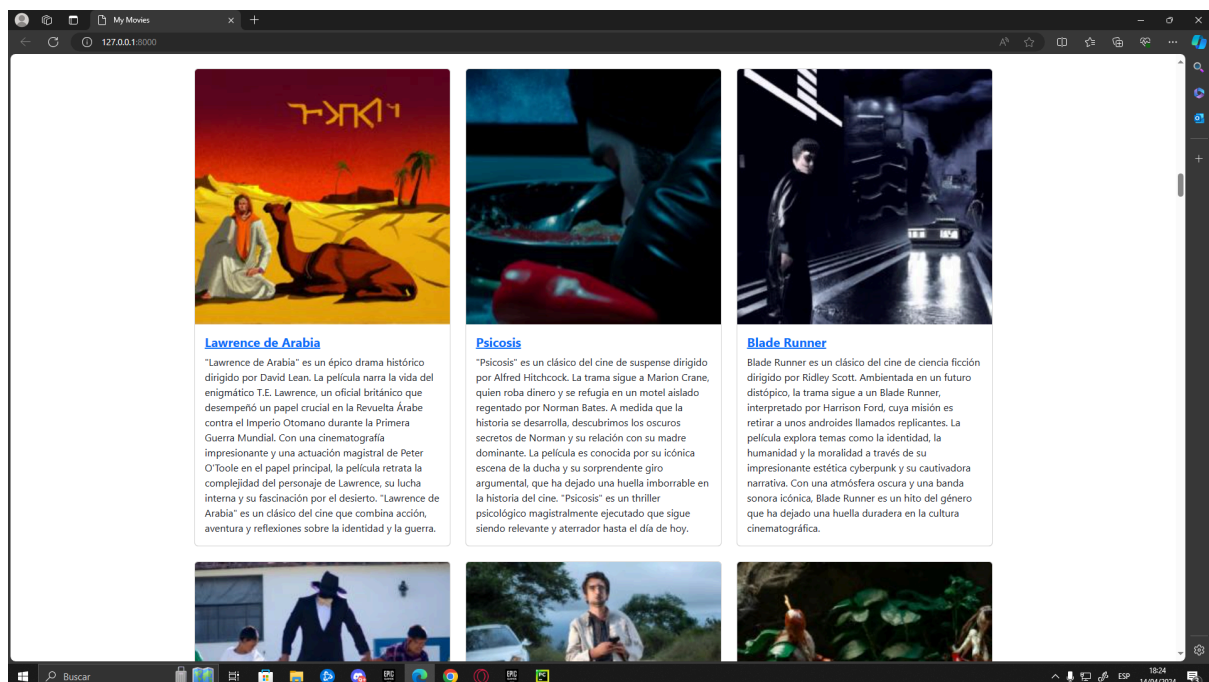 My Movies
127.0.0.1:8000
Lawrence de Arabia
"Lawrence de Arabia" es un épico drama histórico
dirigido por David Lean. La película narra la vida del
enigmático T.E. Lawrence, un oficial británico que
desempeñó un papel crucial en la Revuelta Árabe
contra el Imperio Otomano durante la Primera
Guerra Mundial. Con una cinematografía
impresionante y una actuación magistral de Peter
O'Toole en el papel principal, la película retrata la
complejidad del personaje de Lawrence, su lucha
interna y su fascinación por el desierto. "Lawrence de
Arabia" es un clásico del cine que combina acción,
aventura y reflexiones sobre la identidad y la guerra.
Psicosis
"Psicosis" es un clásico del cine de suspense dirigido
por Alfred Hitchcock. La trama sigue a Marion Crane,
quien roba dinero y se refugia en un motel aislado
regentado por Norman Bates. A medida que la
historia se desarrolla, descubrimos los oscuros
secretos de Norman y su relación con su madre
dominante. La película es conocida por su icónica
escena de la ducha y su sorprendente giro
argumental, que ha dejado una huella imborrable en
la historia del cine. "Psicosis" es un thriller
psicológico magistralmente ejecutado que sigue
siendo relevante y aterrador hasta el día de hoy.
Blade Runner
Blade Runner es un clásico del cine de ciencia ficción
dirigido por Ridley Scott. Ambientada en un futuro
distópico, la trama sigue a un Blade Runner,
interpretado por Harrison Ford, cuya misión es
retirar a unos androides llamados replicantes. La
película explora temas como la identidad, la
humanidad y la moralidad a través de su
impresionante estética cyberpunk y su cautivadora
narrativa. Con una atmósfera oscura y una banda
sonora icónica, Blade Runner es un hito del género
que ha dejado una huella duradera en la cultura
cinematográfica.
Buscar
ESP
18:24
14/04/2024